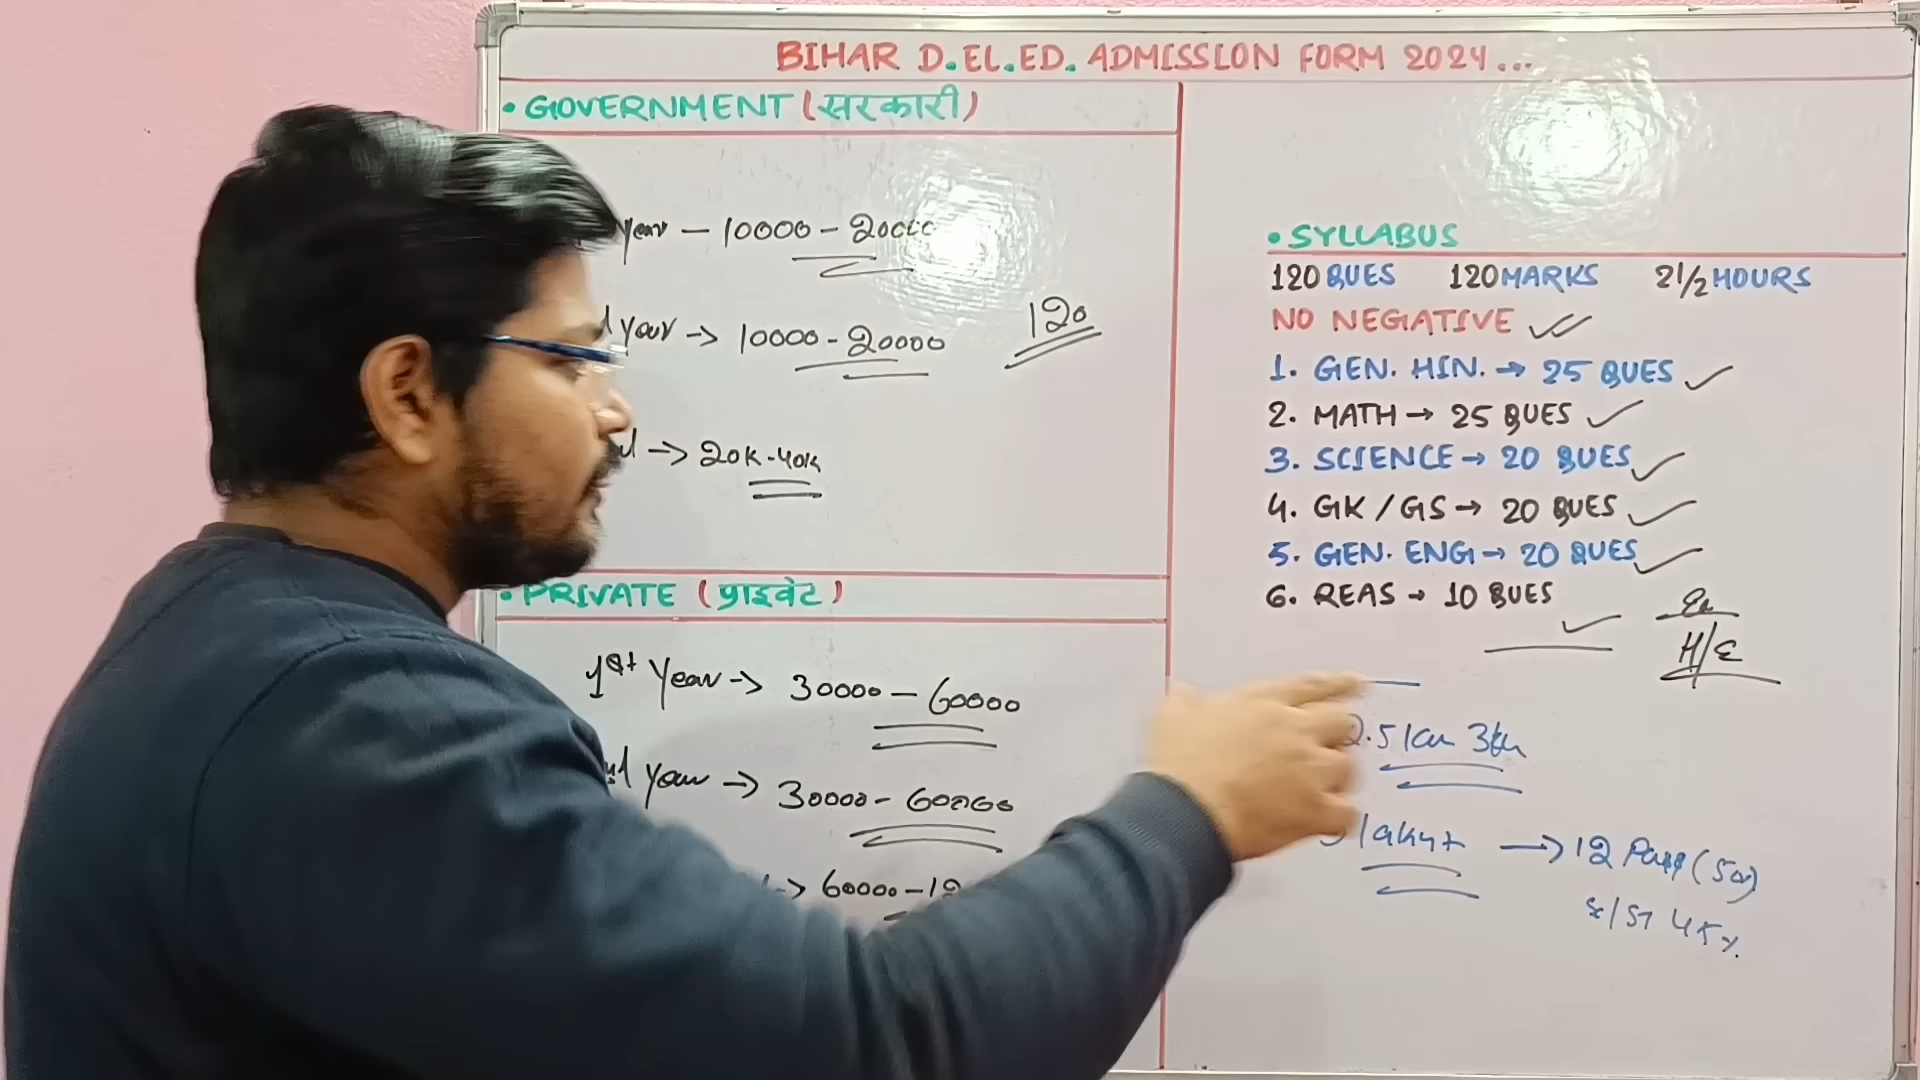 BIHAR D.EL.ED. ADMISSION FORM 2024...
• GOVERNMENT (सरकारी)
Year - 10000 - 20000
year → 10000 - 20000
120
→ 20K-40K
• PRIVATE (प्राइवेट)
1st Year → 30000 - 60000
year → 30000 - 60000
→ 60000 - 12
• SYLLABUS
120 QUES 120 MARKS 2 1/2 HOURS
NO NEGATIVE
1. GEN. HIN. → 25 QUES
2. MATH → 25 QUES
3. SCIENCE → 20 QUES
4. GK / GS → 20 QUES
5. GEN. ENG → 20 QUES
6. REAS → 10 QUES
H/E
2.5
→ 12 Pass (50)
SC/ST 45%